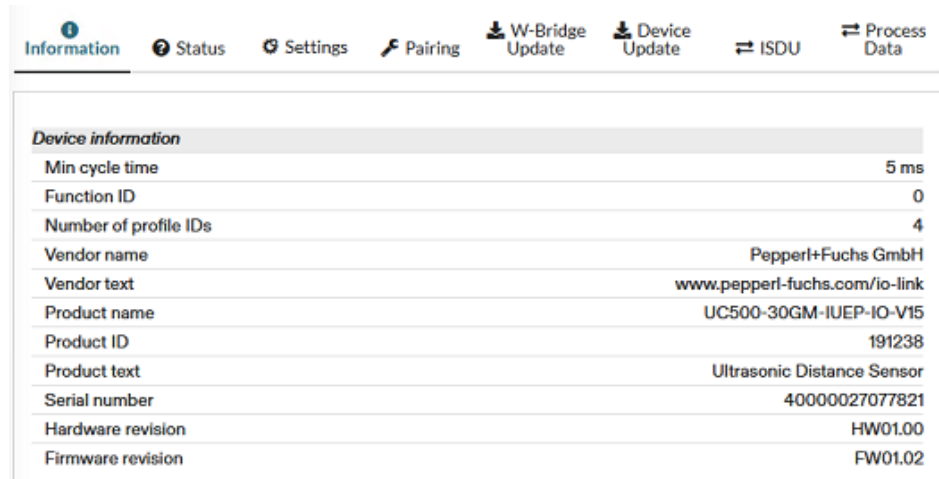 Information
Status
Settings
Pairing
W-Bridge Update
Device Update
ISDU
Process Data
Device information
Min cycle time 5 ms
Function ID 0
Number of profile IDs 4
Vendor name Pepperl+Fuchs GmbH
Vendor text www.pepperl-fuchs.com/io-link
Product name UC500-30GM-IUEP-IO-V15
Product ID 191238
Product text Ultrasonic Distance Sensor
Serial number 40000027077821
Hardware revision HW01.00
Firmware revision FW01.02